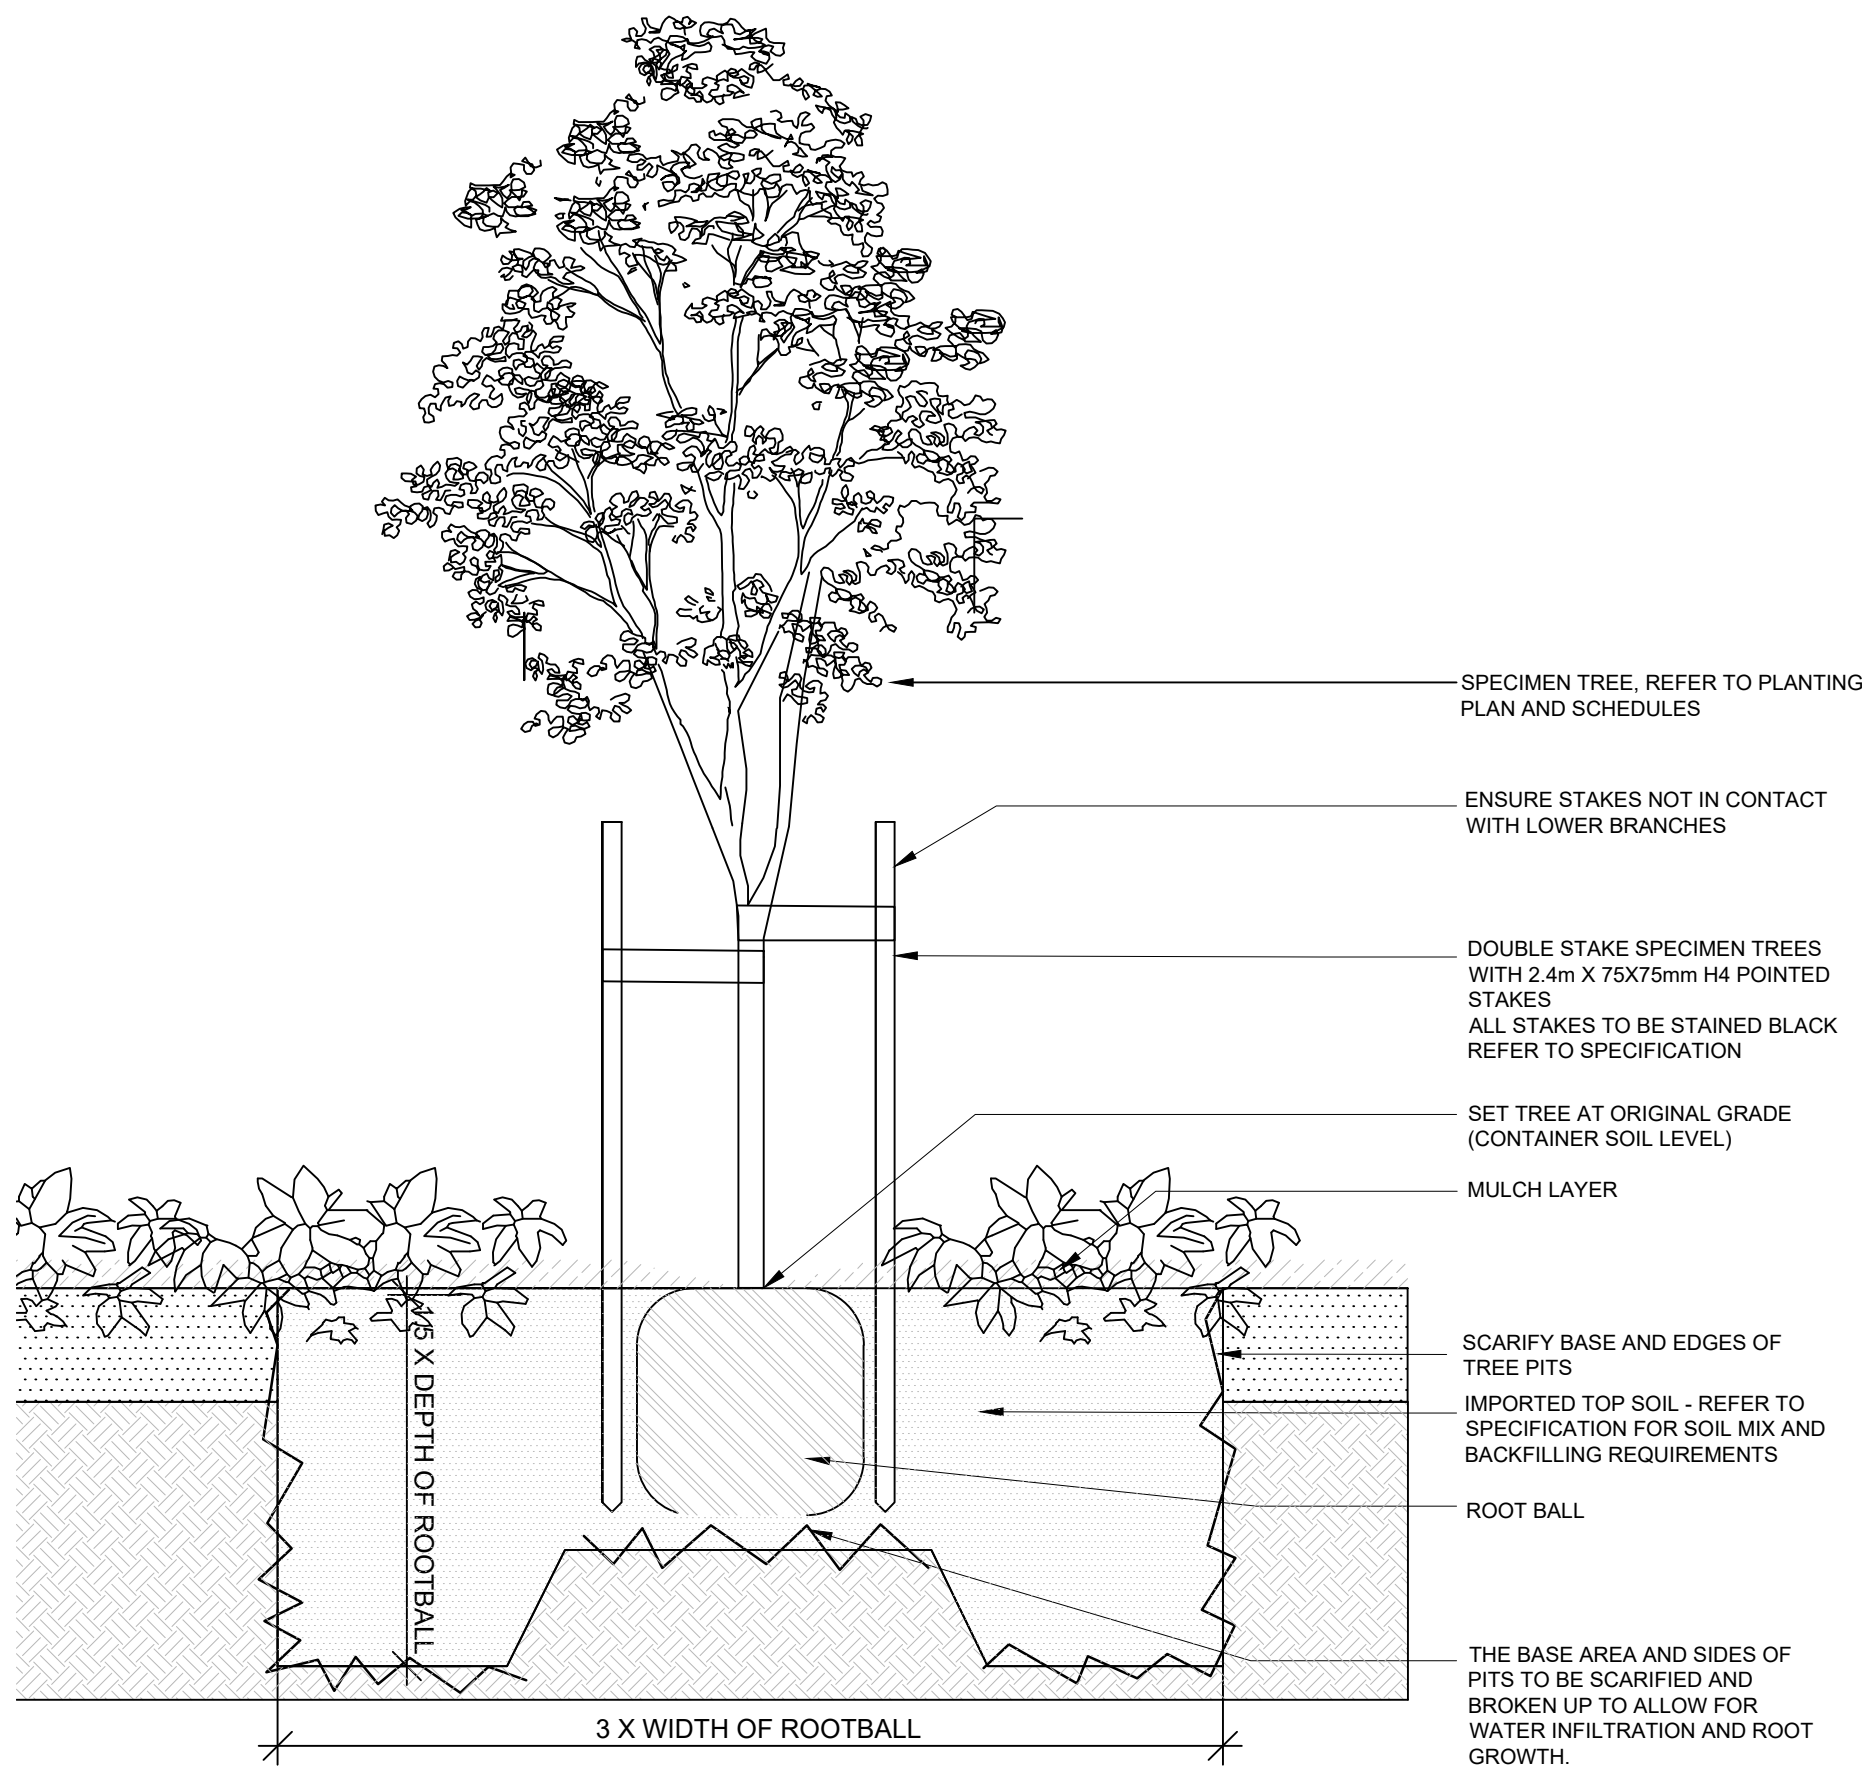 SPECIMEN TREE, REFER TO PLANTING
PLAN AND SCHEDULES
ENSURE STAKES NOT IN CONTACT
WITH LOWER BRANCHES
DOUBLE STAKE SPECIMEN TREES
WITH 2.4m X 75X75mm H4 POINTED
STAKES
ALL STAKES TO BE STAINED BLACK
REFER TO SPECIFICATION
SET TREE AT ORIGINAL GRADE
(CONTAINER SOIL LEVEL)
MULCH LAYER
SCARIFY BASE AND EDGES OF
TREE PITS
IMPORTED TOP SOIL - REFER TO
SPECIFICATION FOR SOIL MIX AND
BACKFILLING REQUIREMENTS
ROOT BALL
THE BASE AREA AND SIDES OF
PITS TO BE SCARIFIED AND
BROKEN UP TO ALLOW FOR
WATER INFILTRATION AND ROOT
GROWTH.
1.5 X DEPTH OF ROOTBALL
3 X WIDTH OF ROOTBALL